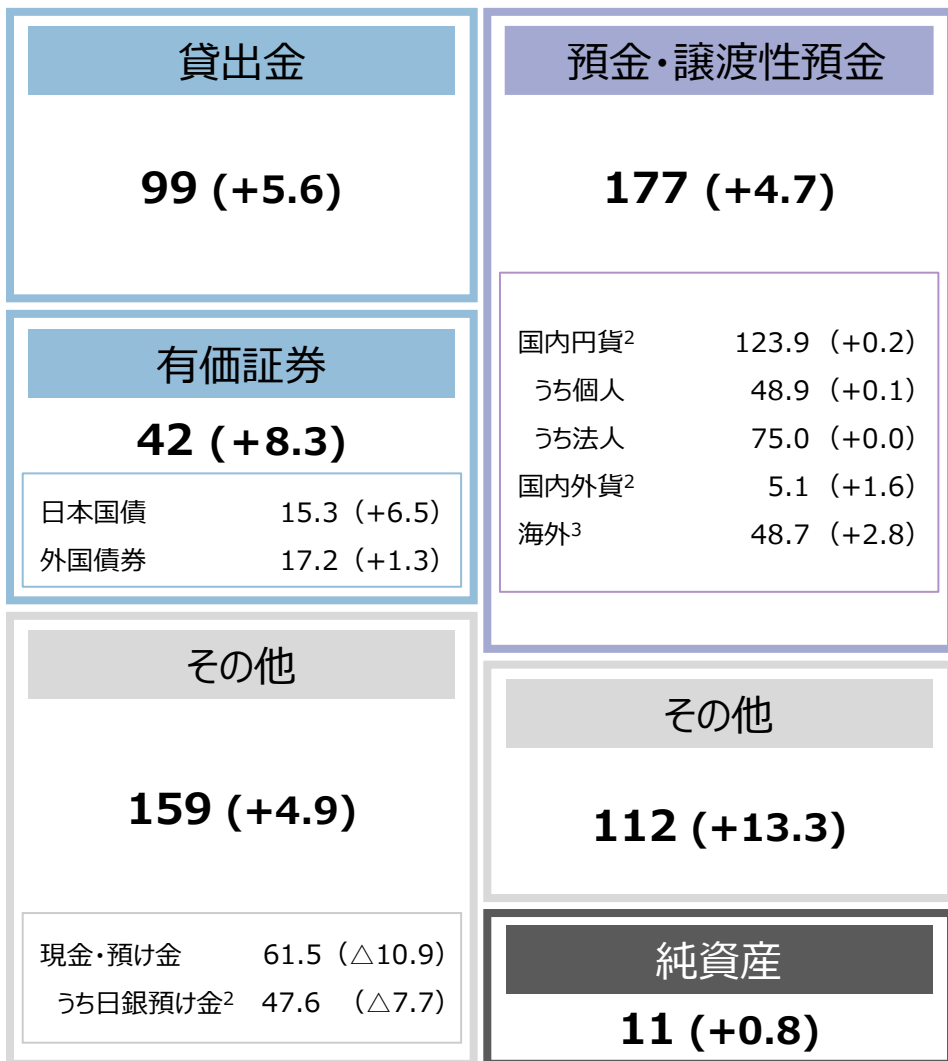 貸出金
99 (+5.6)
有価証券
42 (+8.3)
日本国債 15.3（+6.5）
外国債券 17.2（+1.3）
その他
159 (+4.9)
現金・預け金 61.5（△10.9）
うち日銀預け金2 47.6 （△7.7）
預金・譲渡性預金
177 (+4.7)
国内円貨2 123.9（+0.2）
うち個人 48.9（+0.1）
うち法人 75.0（+0.0）
国内外貨2 5.1（+1.6）
海外3 48.7（+2.8）
その他
112 (+13.3)
純資産
11 (+0.8)